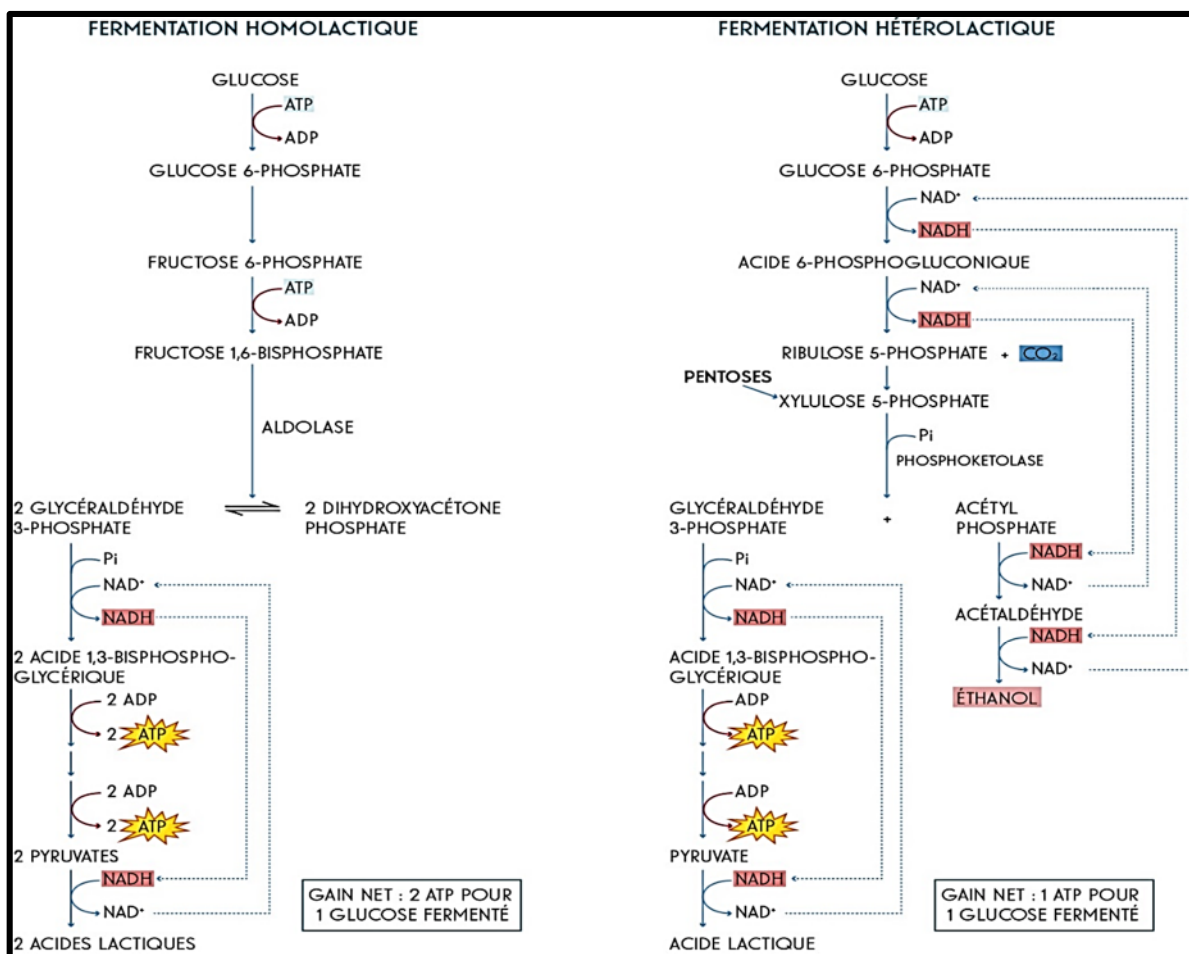 FERMENTATION HOMOLACTIQUE
GLUCOSE
ATP
ADP
GLUCOSE 6-PHOSPHATE
FRUCTOSE 6-PHOSPHATE
ATP
ADP
FRUCTOSE 1,6-BISPHOSPHATE
ALDOLASE
2 GLYCÉRALDÉHYDE
3-PHOSPHATE
2 DIHYDROXYACÉTONE
PHOSPHATE
Pi
NAD⁺
NADH
2 ACIDE 1,3-BISPHOSPHO-
GLYCÉRIQUE
2 ADP
2 ATP
2 ADP
2 ATP
2 PYRUVATES
NADH
NAD⁺
2 ACIDES LACTIQUES
GAIN NET : 2 ATP POUR
1 GLUCOSE FERMENTÉ
FERMENTATION HÉTÉROLACTIQUE
GLUCOSE
ATP
ADP
GLUCOSE 6-PHOSPHATE
NAD⁺
NADH
ACIDE 6-PHOSPHOGLUCONIQUE
NAD⁺
NADH
RIBULOSE 5-PHOSPHATE + CO₂
PENTOSES
XYLULOSE 5-PHOSPHATE
Pi
PHOSPHOKETOLASE
GLYCÉRALDÉHYDE
3-PHOSPHATE
+
ACÉTYL
PHOSPHATE
Pi
NAD⁺
NADH
ACIDE 1,3-BISPHOSPHO-
GLYCÉRIQUE
ADP
ATP
ADP
ATP
PYRUVATE
NADH
NAD⁺
ACIDE LACTIQUE
NADH
NAD⁺
ACÉTALDÉHYDE
NADH
NAD⁺
ÉTHANOL
GAIN NET : 1 ATP POUR
1 GLUCOSE FERMENTÉ